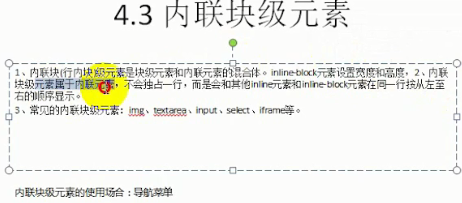 4.3 内联块级元素
1、内联块(行内块)级元素是块级元素和内联元素的混合体。inline-block元素设置宽度和高度，2、内联
块级元素属于内联元素，不会独占一行，而是会和其他inline元素和inline-block元素在同一行按从左至
右的顺序显示。
3、常见的内联块级元素：img、textarea、input、select、iframe等。
内联块级元素的使用场合：导航菜单